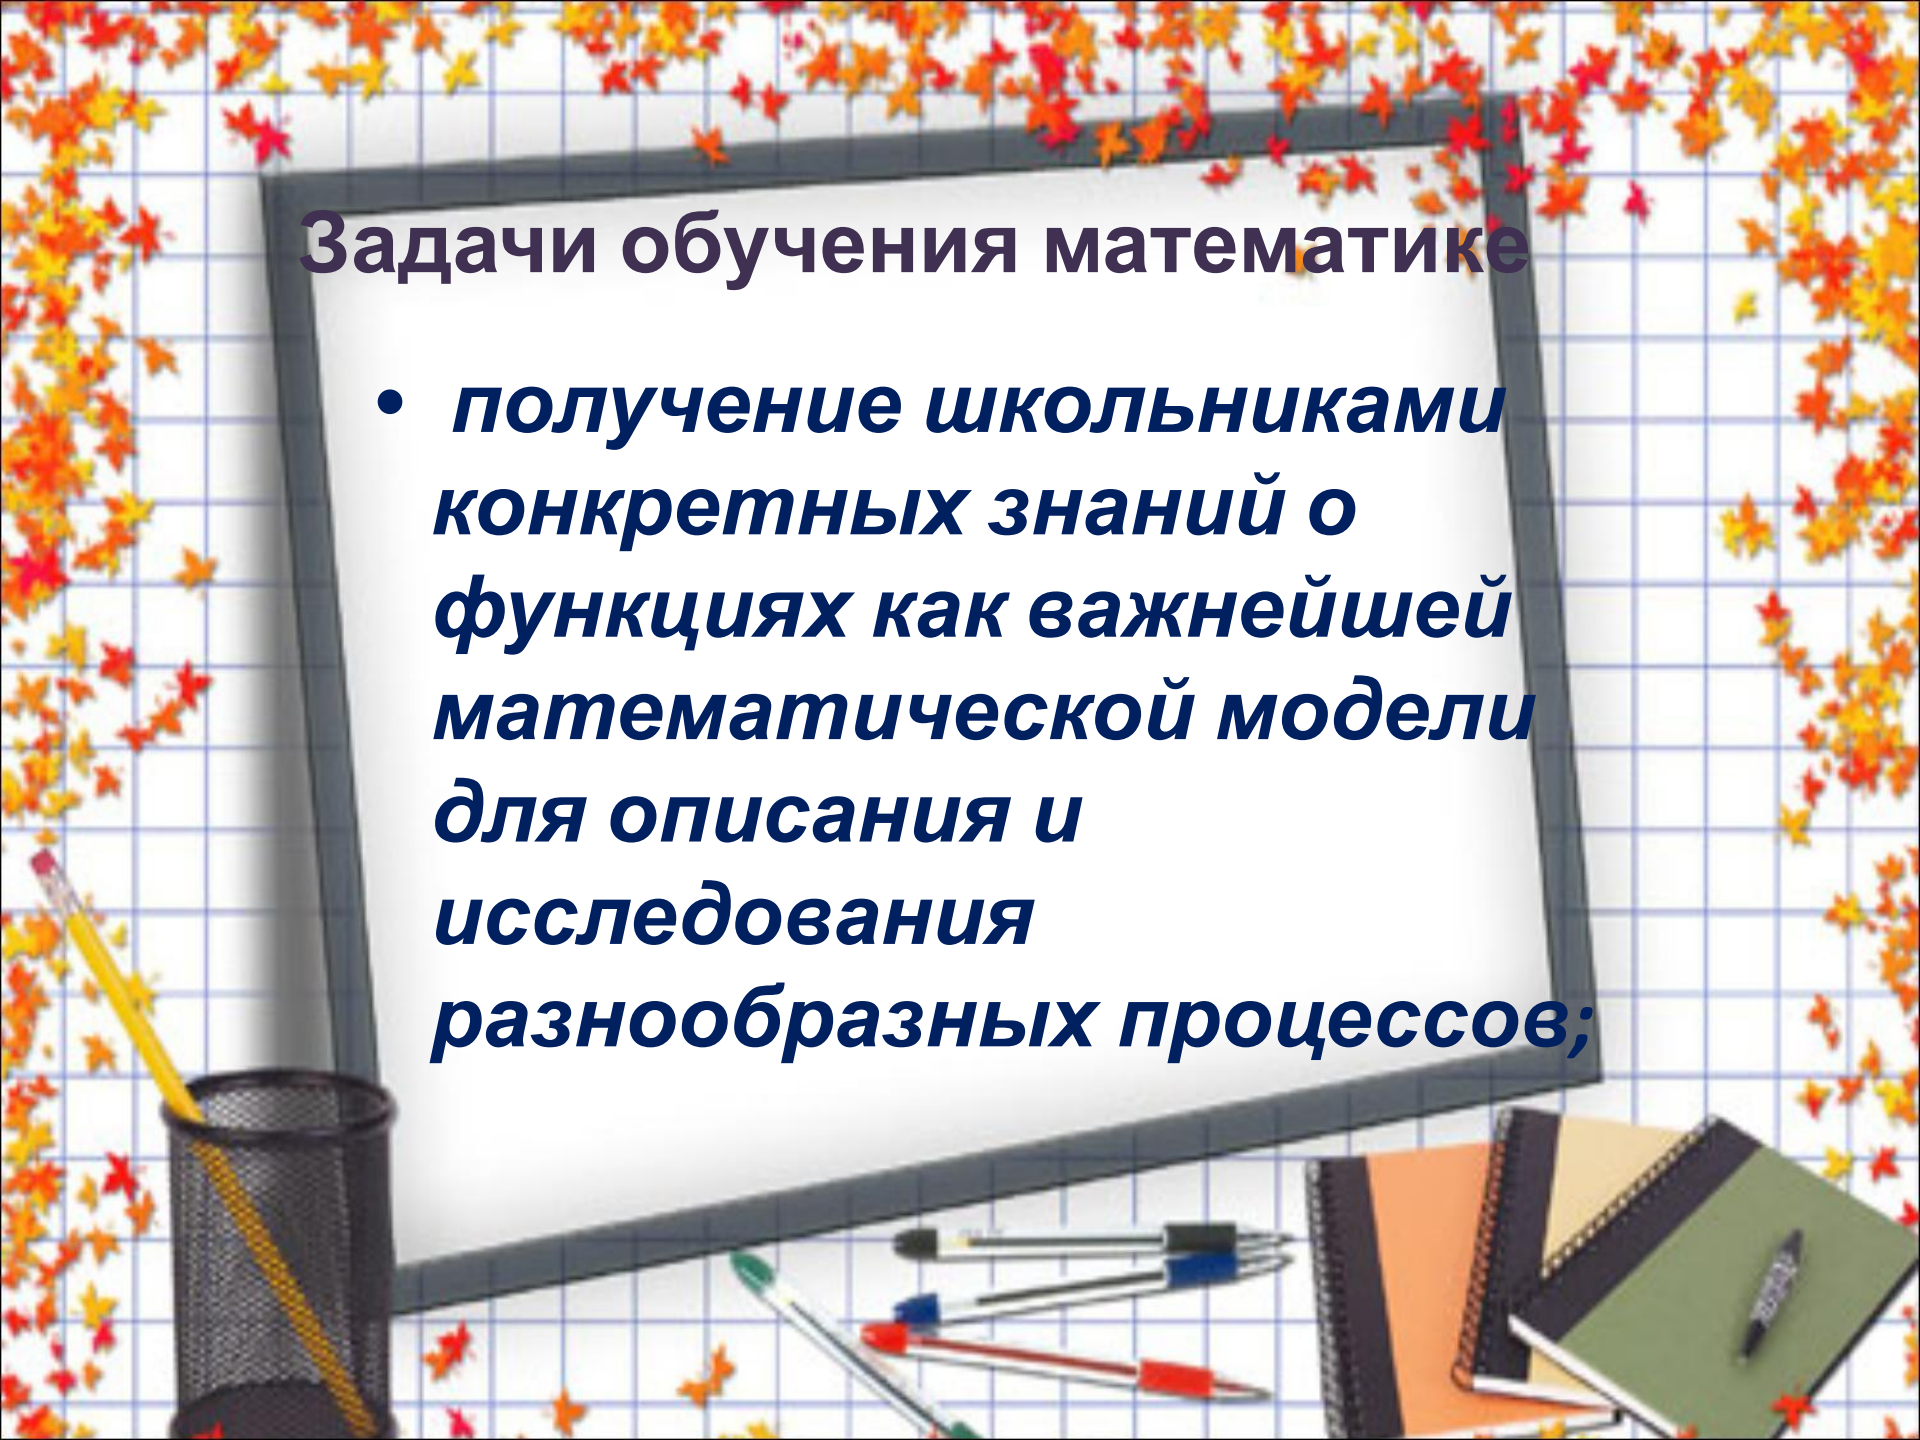 Задачи обучения математике
• получение школьниками
конкретных знаний о
функциях как важнейшей
математической модели
для описания и
исследования
разнообразных процессов;